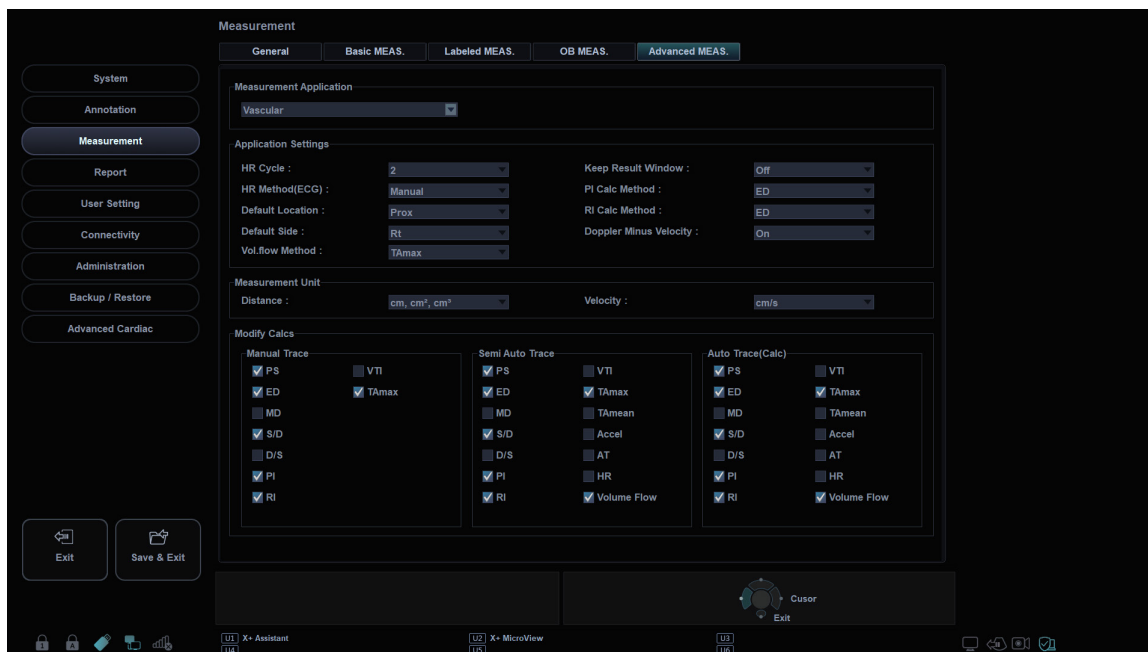 Measurement
General Basic MEAS. Labeled MEAS. OB MEAS. Advanced MEAS.
System
Annotation
Measurement
Report
User Setting
Connectivity
Administration
Backup / Restore
Advanced Cardiac
Exit
Save & Exit
Measurement Application
Vascular
Application Settings
HR Cycle : 2 Keep Result Window : Off
HR Method(ECG) : Manual PI Calc Method : ED
Default Location : Prox RI Calc Method : ED
Default Side : Rt Doppler Minus Velocity : On
Vol.flow Method : TAmax
Measurement Unit
Distance : cm, cm², cm³ Velocity : cm/s
Modify Calcs
Manual Trace
PS VTI
ED TAmax
MD
S/D
D/S
PI
RI
Semi Auto Trace
PS VTI
ED TAmax
MD TAmean
S/D Accel
D/S AT
PI HR
RI Volume Flow
Auto Trace(Calc)
PS VTI
ED TAmax
MD TAmean
S/D Accel
D/S AT
PI HR
RI Volume Flow
Cusor
Exit
1 A
U1 X+ Assistant U2 X+ MicroView U3
U4 U5 U6